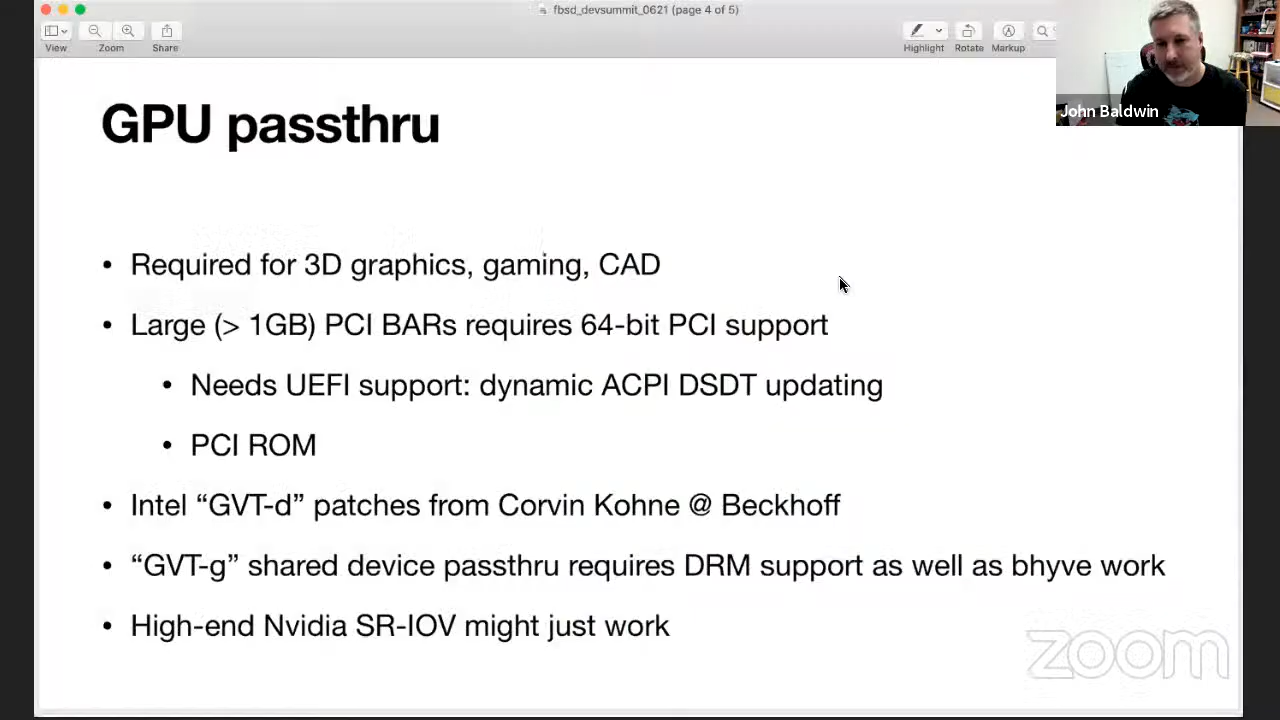 fbsd_devsummit_0621 (page 4 of 5)
View
Zoom
Share
Highlight
Rotate
Markup
John Baldwin
GPU passthru
• Required for 3D graphics, gaming, CAD
• Large (> 1GB) PCI BARs requires 64-bit PCI support
• Needs UEFI support: dynamic ACPI DSDT updating
• PCI ROM
• Intel “GVT-d” patches from Corvin Kohne @ Beckhoff
• “GVT-g” shared device passthru requires DRM support as well as bhyve work
• High-end Nvidia SR-IOV might just work
zoom